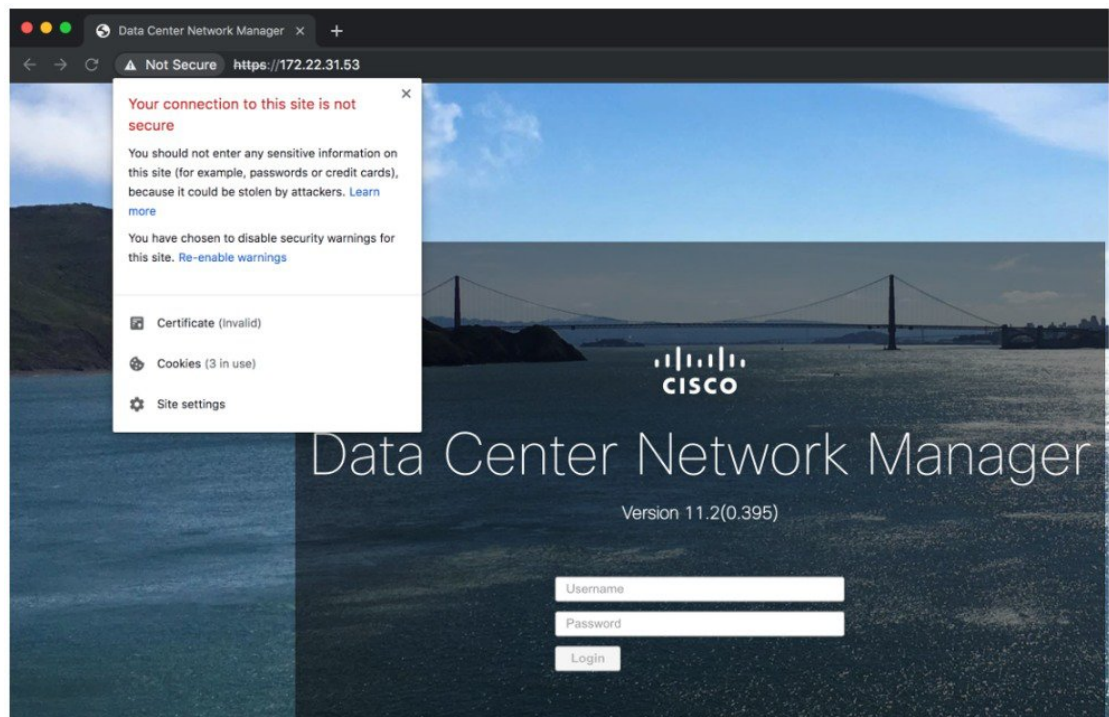 Data Center Network Manager
Not Secure https://172.22.31.53
Your connection to this site is not
secure
You should not enter any sensitive information on
this site (for example, passwords or credit cards),
because it could be stolen by attackers. Learn
more
You have chosen to disable security warnings for
this site. Re-enable warnings
Certificate (Invalid)
Cookies (3 in use)
Site settings
CISCO
Data Center Network Manager
Version 11.2(0.395)
Username
Password
Login